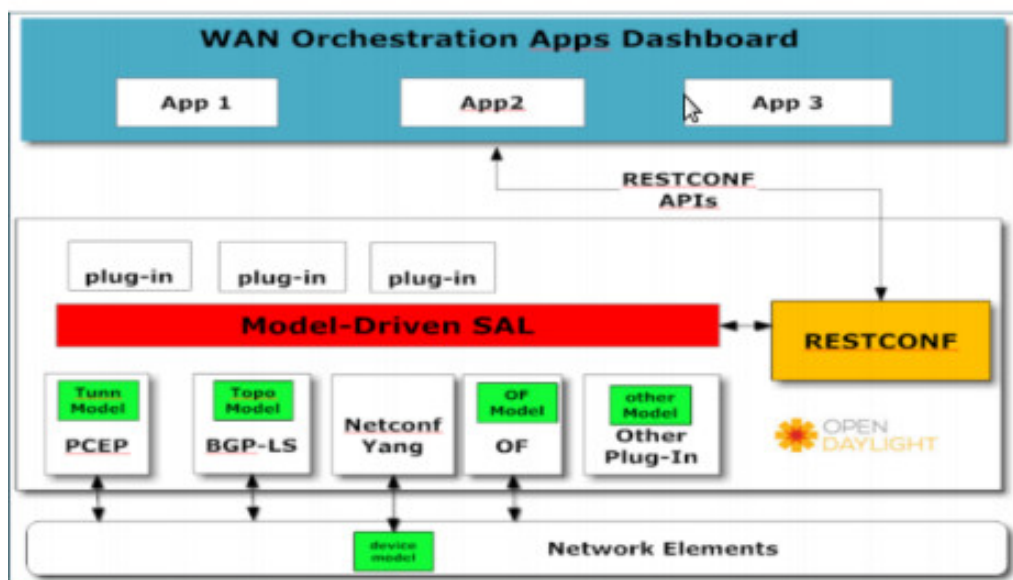 WAN Orchestration Apps Dashboard
App 1
App2
App 3
RESTCONF
APIs
plug-in
plug-in
plug-in
Model-Driven SAL
RESTCONF
Tunn
Model
PCEP
Topo
Model
BGP-LS
Netconf
Yang
OF
Model
OF
other
Model
Other
Plug-In
OPEN
DAYLIGHT
device
model
Network Elements